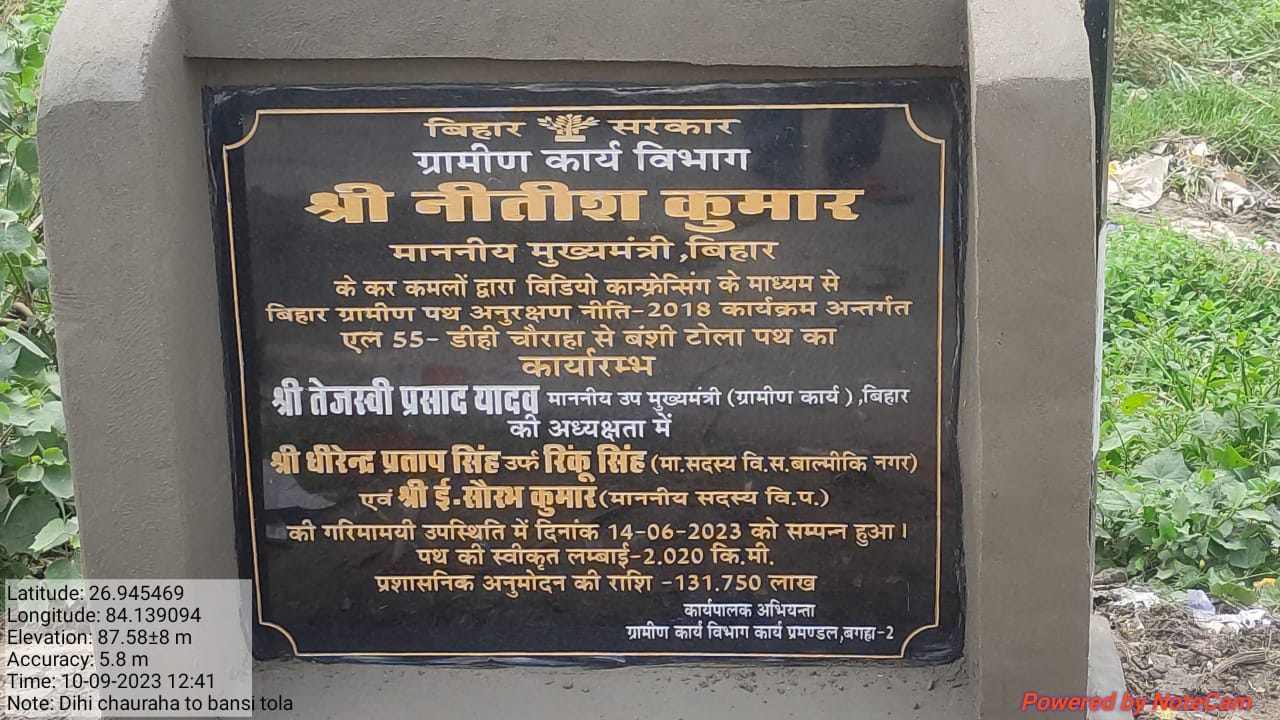 बिहार सरकार
ग्रामीण कार्य विभाग
श्री नीतीश कुमार
माननीय मुख्यमंत्री,बिहार
के कर कमलों द्वारा विडियो कान्फ्रेन्सिंग के माध्यम से
बिहार ग्रामीण पथ अनुरक्षण नीति-2018 कार्यक्रम अन्तर्गत
एल 55- डीही चौराहा से बंशी टोला पथ का
कार्यारम्भ
श्री तेजस्वी प्रसाद यादव माननीय उप मुख्यमंत्री (ग्रामीण कार्य ),बिहार
की अध्यक्षता में
श्री धीरेन्द्र प्रताप सिंह उर्फ रिंकू सिंह (मा.सदस्य वि.स.बाल्मीकि नगर)
एवं श्री ई-सौरभ कुमार (माननीय सदस्य वि.प.)
की गरिमामयी उपस्थिति में दिनांक 14-06-2023 को सम्पन्न हुआ।
पथ की स्वीकृत लम्बाई-2.020 कि.मी.
प्रशासनिक अनुमोदन की राशि -131.750 लाख
कार्यपालक अभियन्ता
ग्रामीण कार्य विभाग कार्य प्रमण्डल,बगहा-2
Latitude: 26.945469
Longitude: 84.139094
Elevation: 87.58±8 m
Accuracy: 5.8 m
Time: 10-09-2023 12:41
Note: Dihi chauraha to bansi tola
Powered by NoteCam